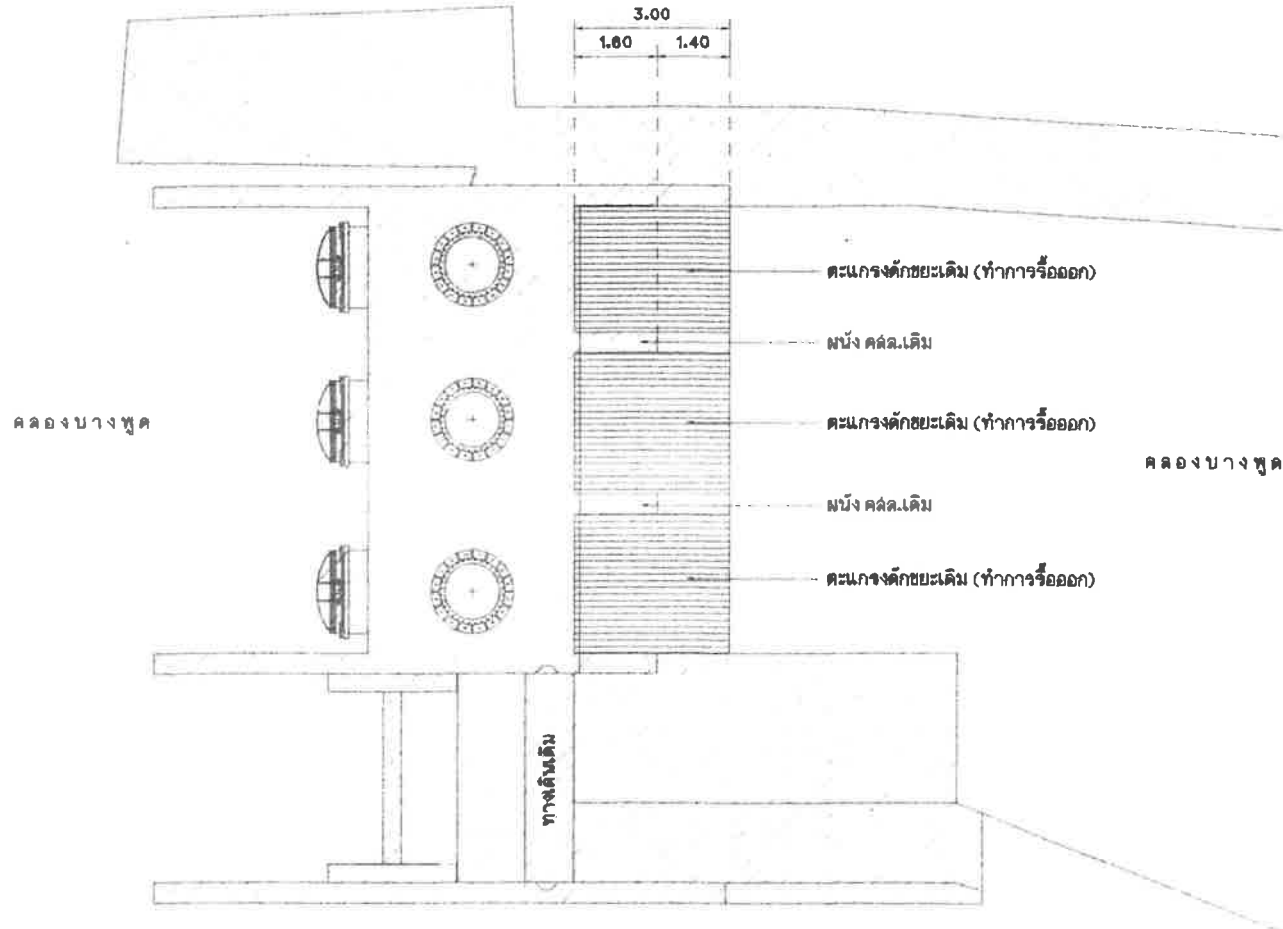 3.00
1.60 1.40
ตะแกรงดักขยะเดิม (ทำการรื้อออก)
ผนัง คสล.เดิม
คลองบางพูด
ตะแกรงดักขยะเดิม (ทำการรื้อออก)
คลองบางพูด
ผนัง คสล.เดิม
ตะแกรงดักขยะเดิม (ทำการรื้อออก)
ทางเดินเดิม